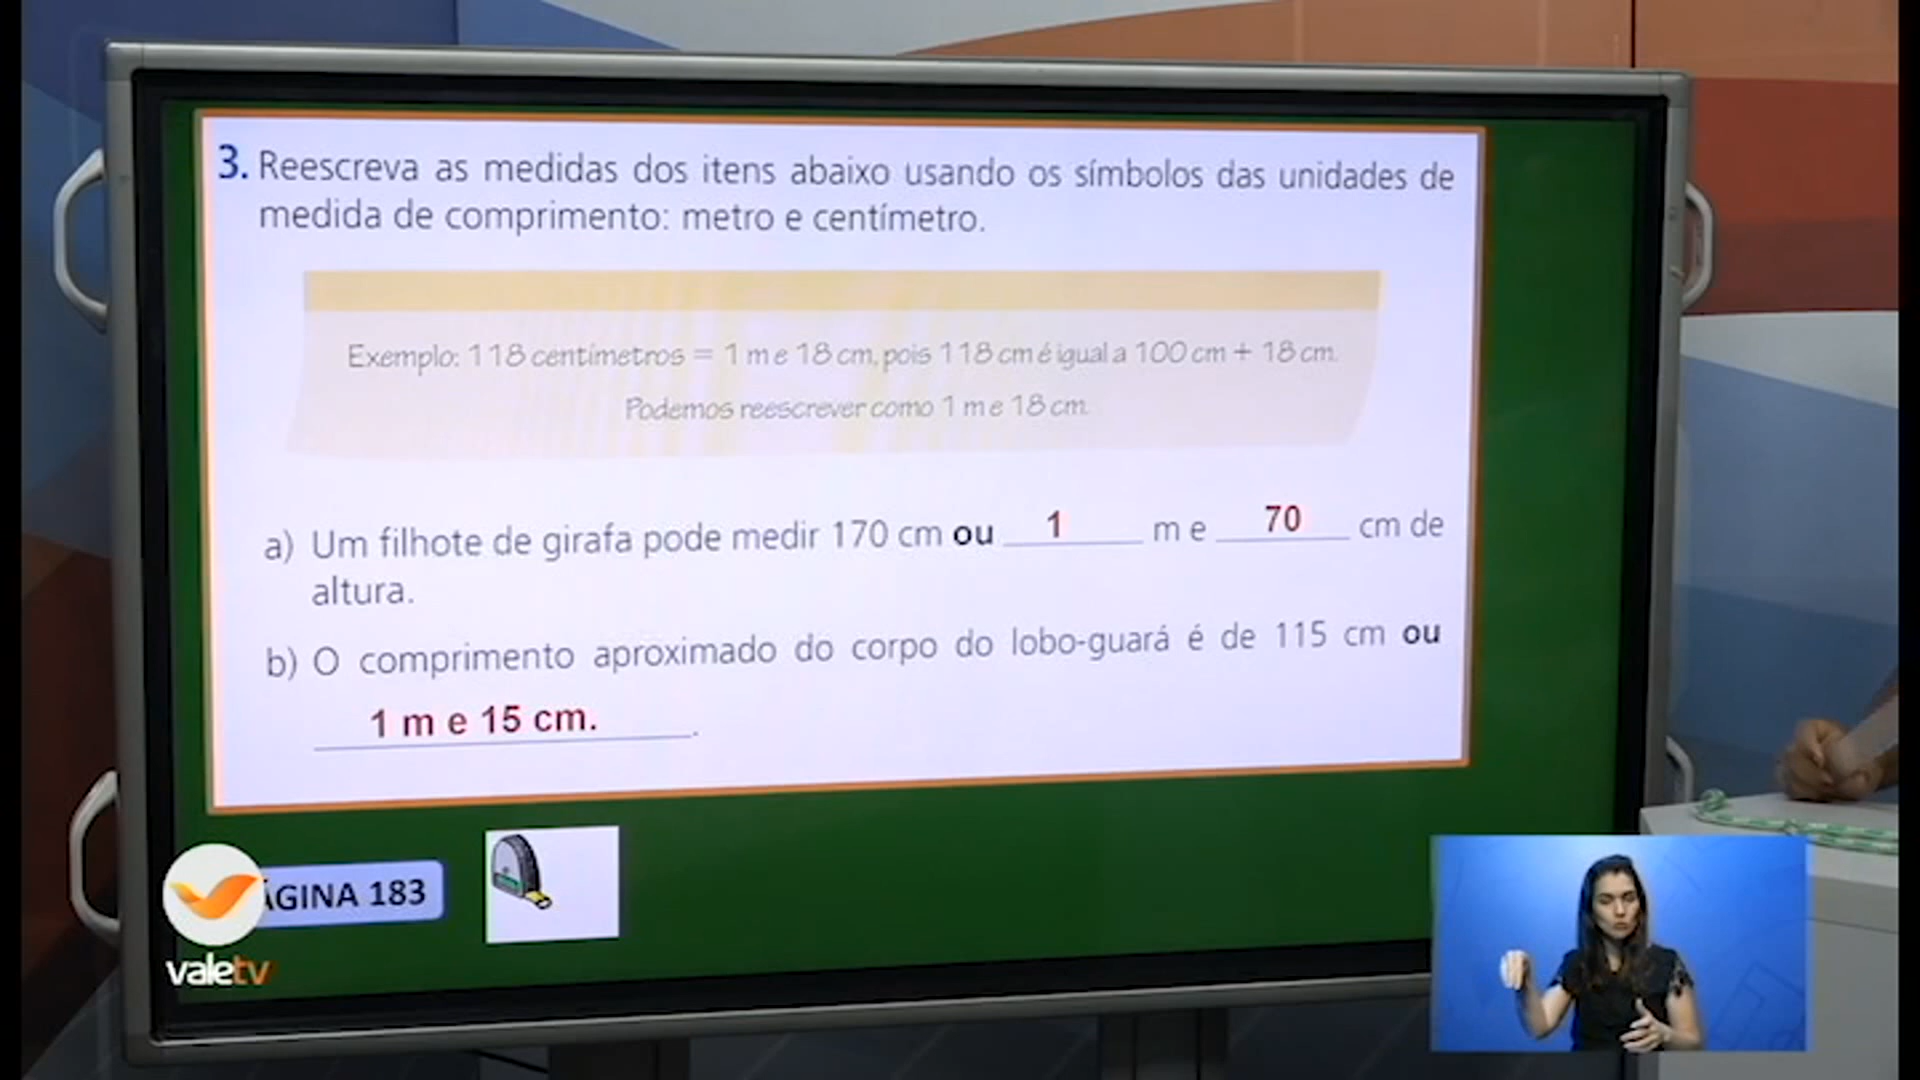 3. Reescreva as medidas dos itens abaixo usando os símbolos das unidades de
medida de comprimento: metro e centímetro.
Exemplo: 118 centímetros = 1 m e 18 cm, pois 118 cm é igual a 100 cm + 18 cm.
Podemos reescrever como 1 m e 18 cm.
a) Um filhote de girafa pode medir 170 cm ou 1 m e 70 cm de
altura.
b) O comprimento aproximado do corpo do lobo-guará é de 115 cm ou
1 m e 15 cm. .
ÁGINA 183
valetv